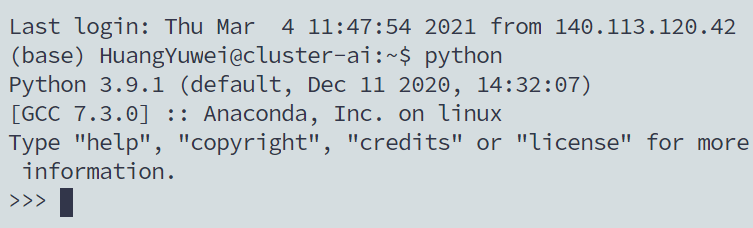 Last login: Thu Mar  4 11:47:54 2021 from 140.113.120.42
(base) HuangYuwei@cluster-ai:~$ python
Python 3.9.1 (default, Dec 11 2020, 14:32:07)
[GCC 7.3.0] :: Anaconda, Inc. on linux
Type "help", "copyright", "credits" or "license" for more
 information.
>>>